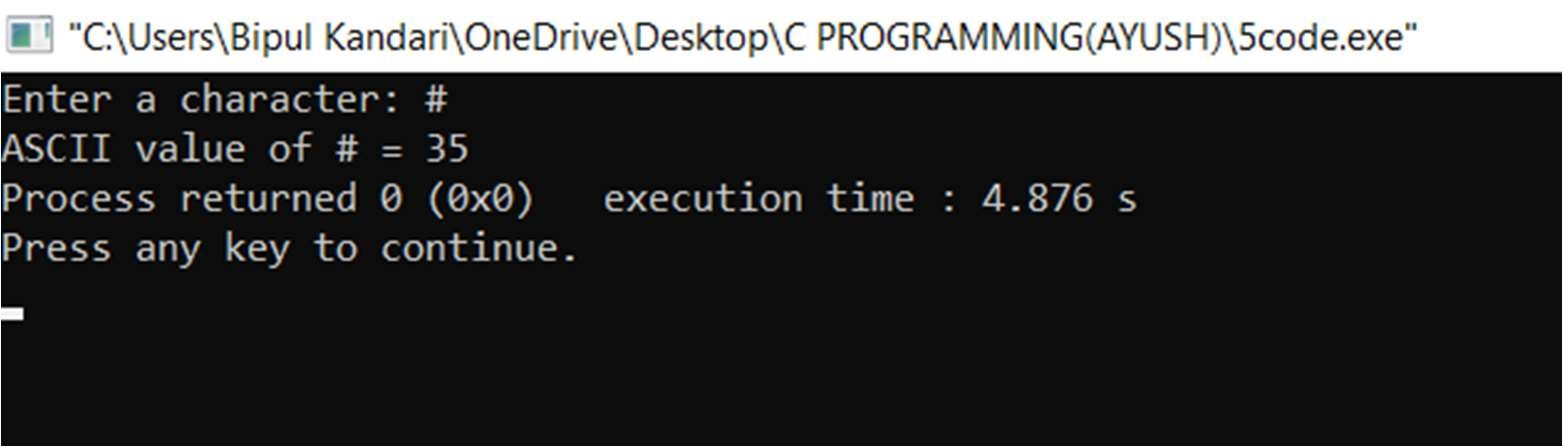 "C:\Users\Bipul Kandari\OneDrive\Desktop\C PROGRAMMING(AYUSH)\5code.exe"
Enter a character: #
ASCII value of # = 35
Process returned 0 (0x0)   execution time : 4.876 s
Press any key to continue.